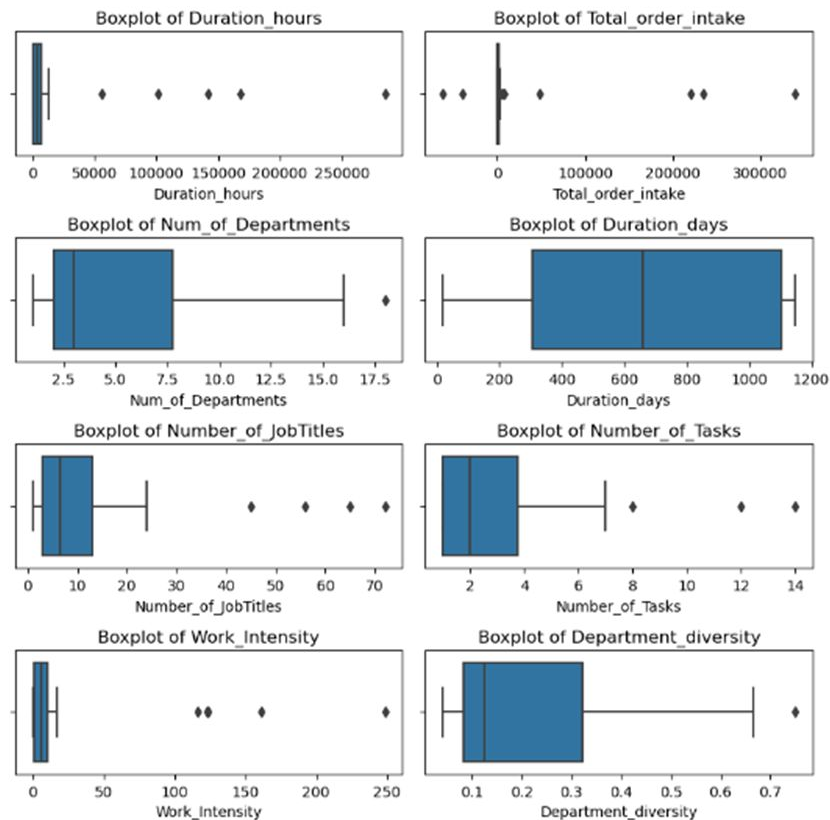 Boxplot of Duration_hours
Boxplot of Total_order_intake
0 50000 100000 150000 200000 250000
0 100000 200000 300000
Duration_hours
Total_order_intake
Boxplot of Num_of_Departments
Boxplot of Duration_days
2.5 5.0 7.5 10.0 12.5 15.0 17.5
0 200 400 600 800 1000 1200
Num_of_Departments
Duration_days
Boxplot of Number_of_JobTitles
Boxplot of Number_of_Tasks
0 10 20 30 40 50 60 70
2 4 6 8 10 12 14
Number_of_JobTitles
Number_of_Tasks
Boxplot of Work_Intensity
Boxplot of Department_diversity
0 50 100 150 200 250
0.1 0.2 0.3 0.4 0.5 0.6 0.7
Work_Intensity
Department_diversity